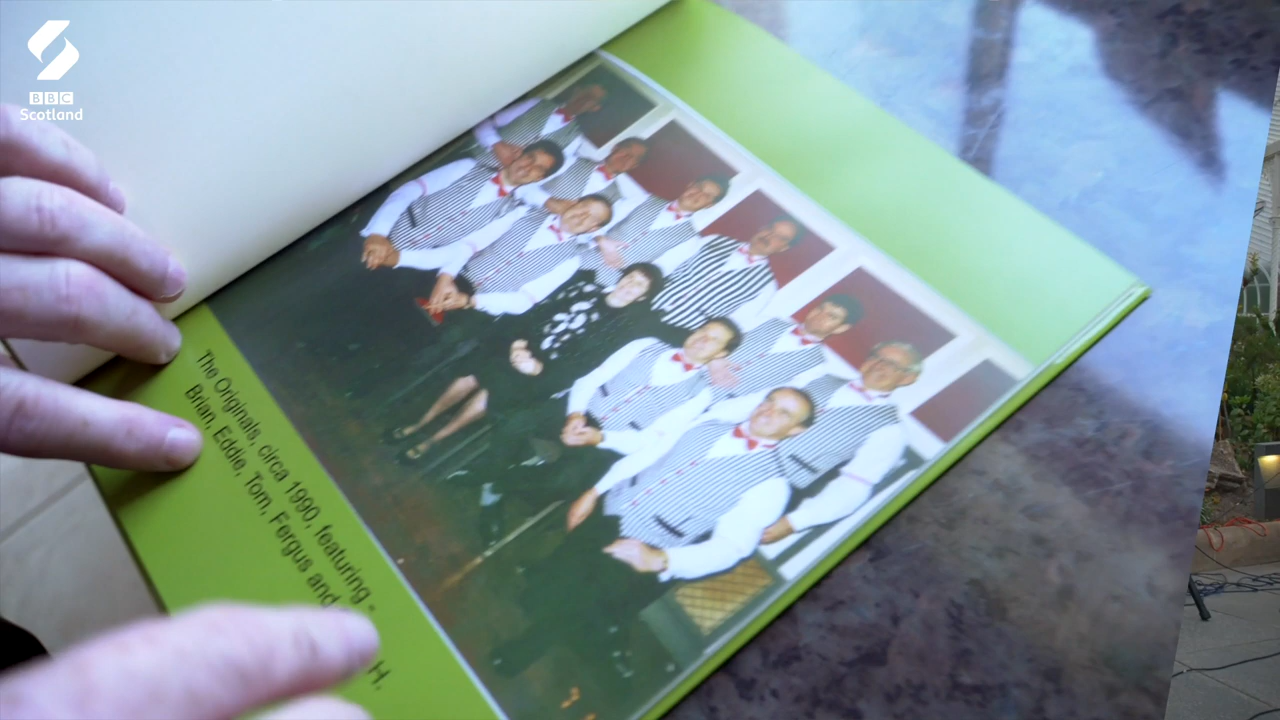 BBC
Scotland
The Originals, circa 1990, featuring -
Brian, Eddie, Tom, Fergus and H.